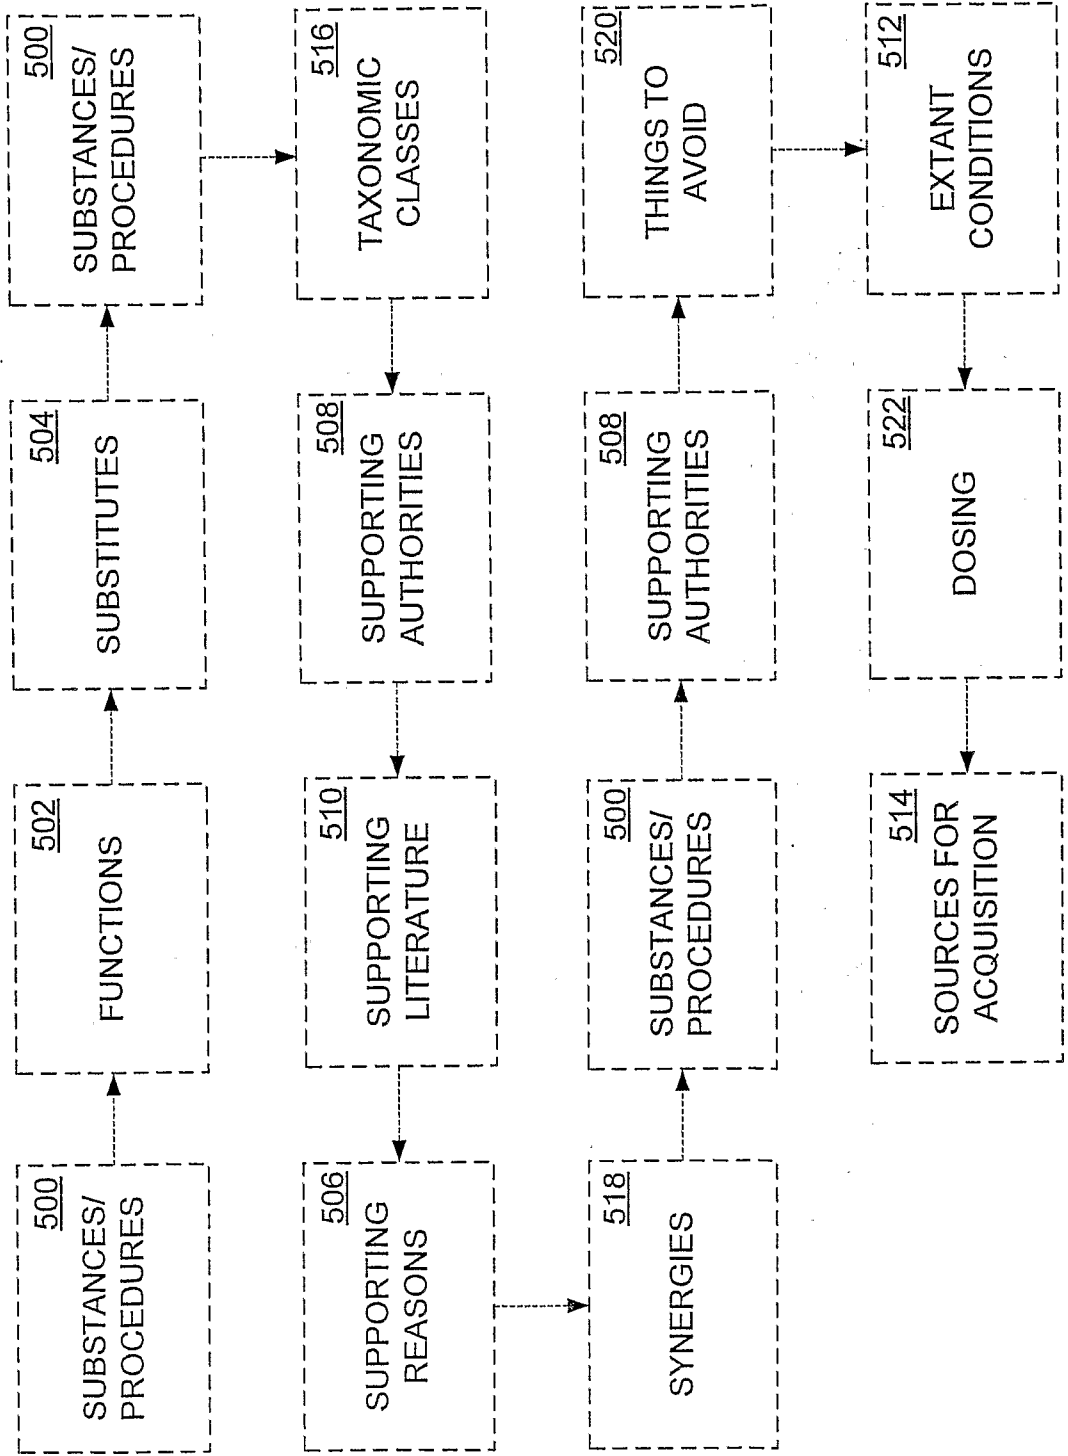 500
SUBSTANCES/
PROCEDURES
502
FUNCTIONS
504
SUBSTITUTES
500
SUBSTANCES/
PROCEDURES
516
TAXONOMIC
CLASSES
508
SUPPORTING
AUTHORITIES
510
SUPPORTING
LITERATURE
506
SUPPORTING
REASONS
518
SYNERGIES
500
SUBSTANCES/
PROCEDURES
508
SUPPORTING
AUTHORITIES
520
THINGS TO
AVOID
512
EXTANT
CONDITIONS
522
DOSING
514
SOURCES FOR
ACQUISITION